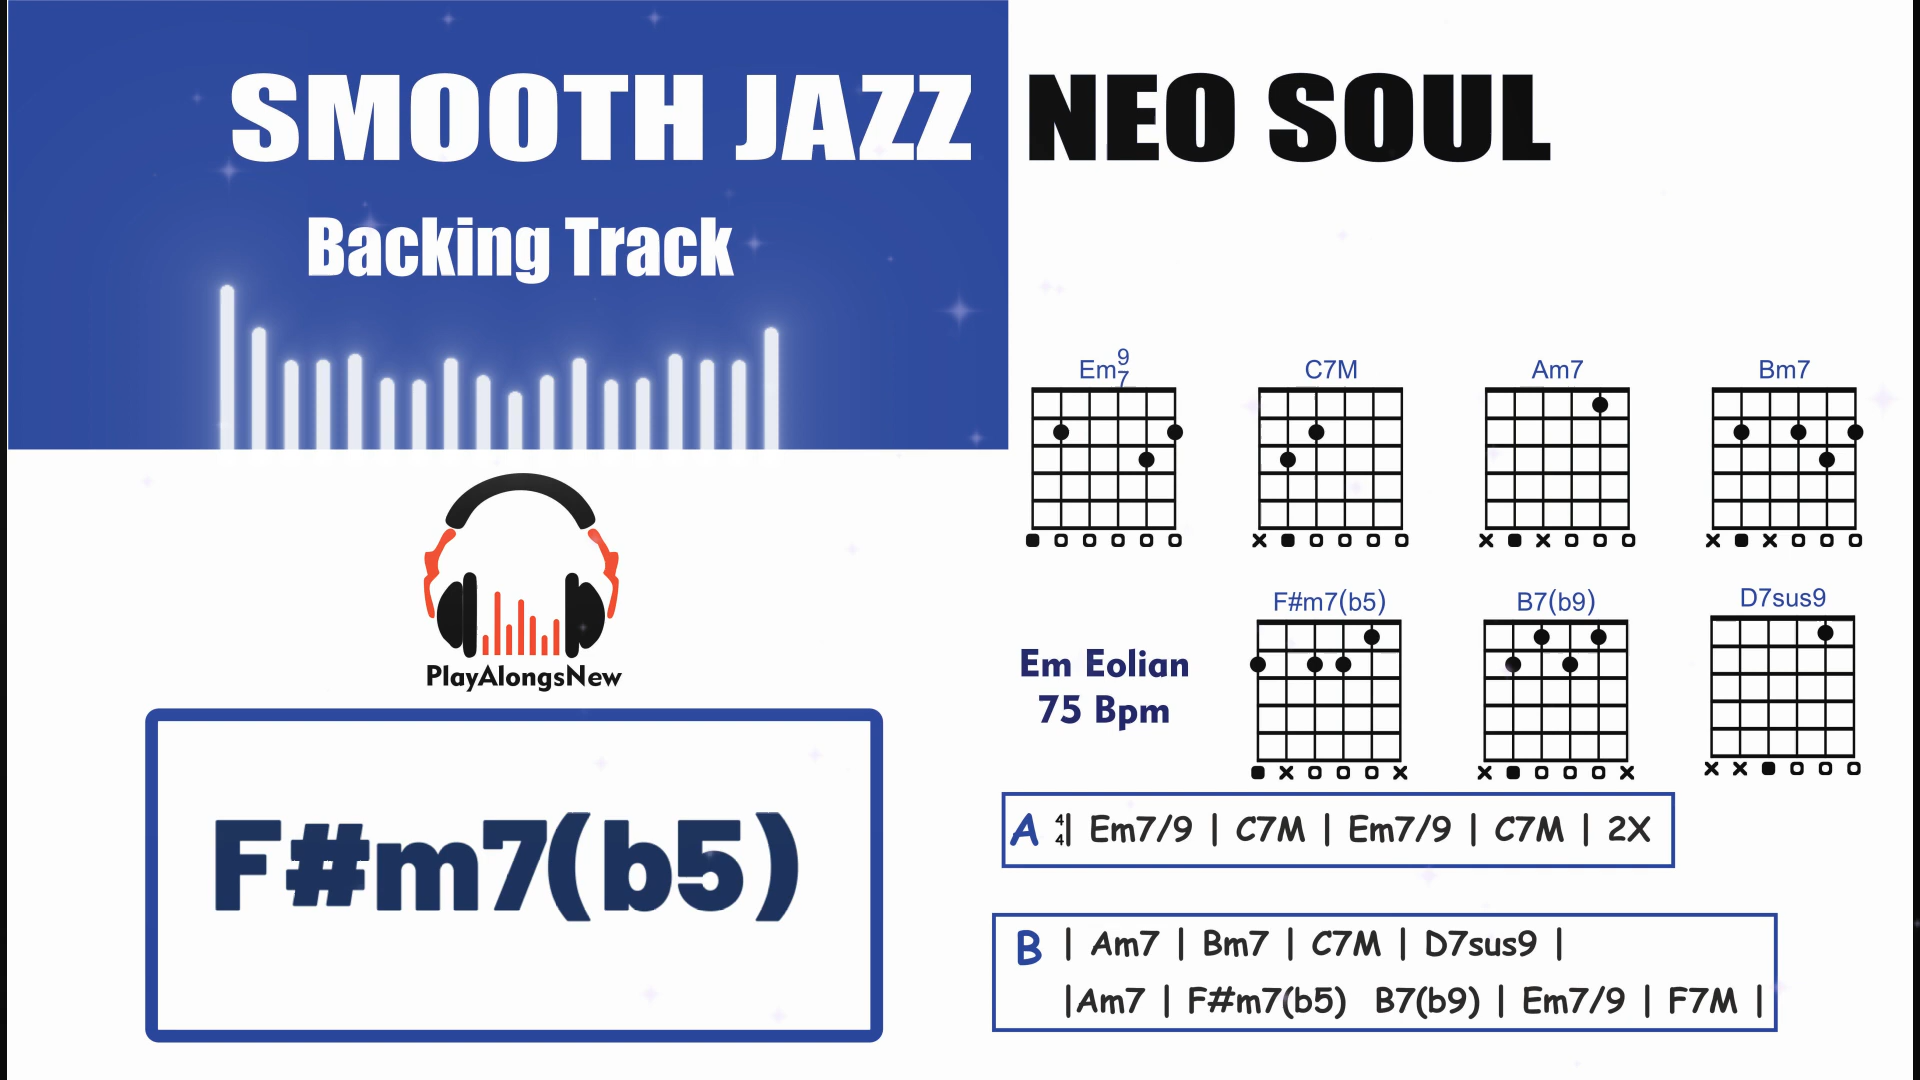 SMOOTH JAZZ NEO SOUL
Backing Track
PlayAlongsNew
F#m7(b5)
Em9/7 C7M Am7 Bm7
F#m7(b5) B7(b9) D7sus9
Em Eolian
75 Bpm
A 4/4| Em7/9 | C7M | Em7/9 | C7M | 2X
B | Am7 | Bm7 | C7M | D7sus9 |
|Am7 | F#m7(b5) B7(b9) | Em7/9 | F7M |